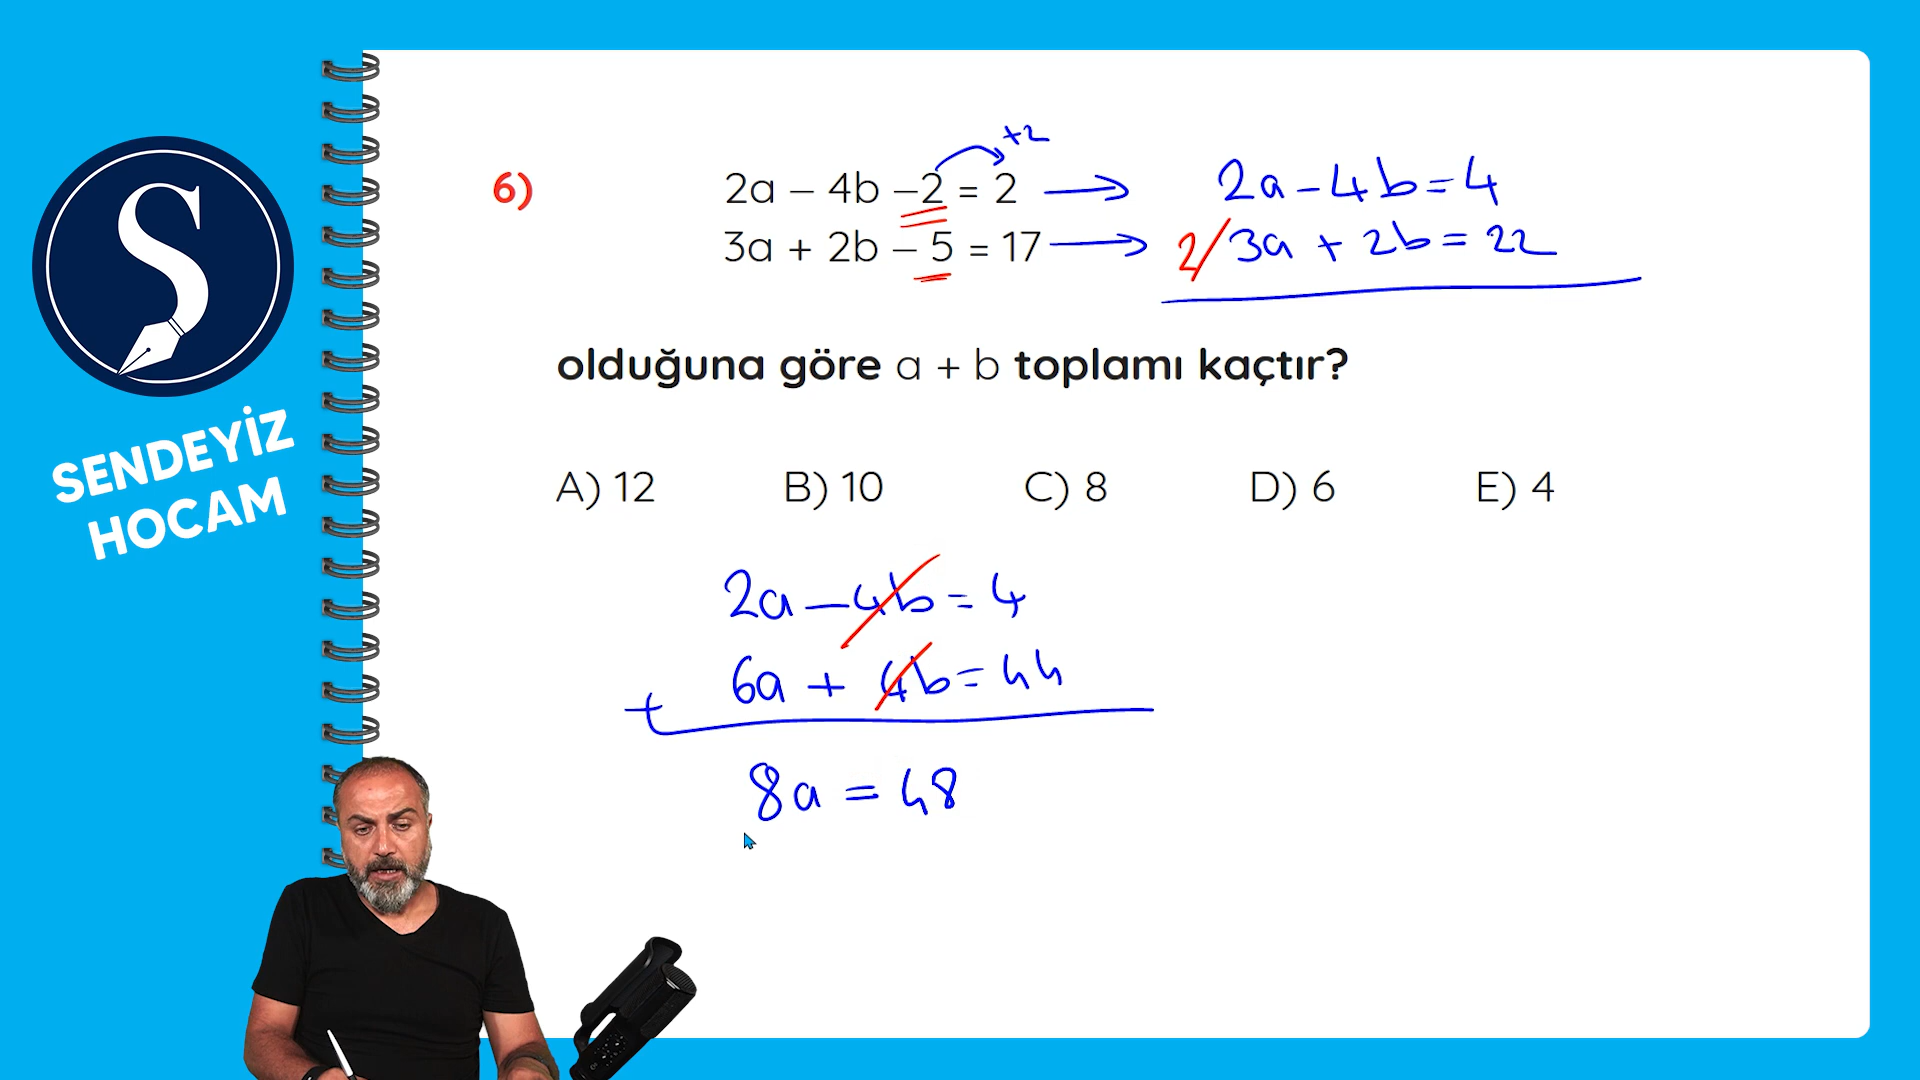 SENDEYİZ
HOCAM
6)
+2
2a – 4b –2 = 2 → 2a – 4b = 4
3a + 2b – 5 = 17 → 2/ 3a + 2b = 22
olduğuna göre a + b toplamı kaçtır?
A) 12 B) 10 C) 8 D) 6 E) 4
2a – 4b = 4
6a + 4b = 44
+
8a = 48